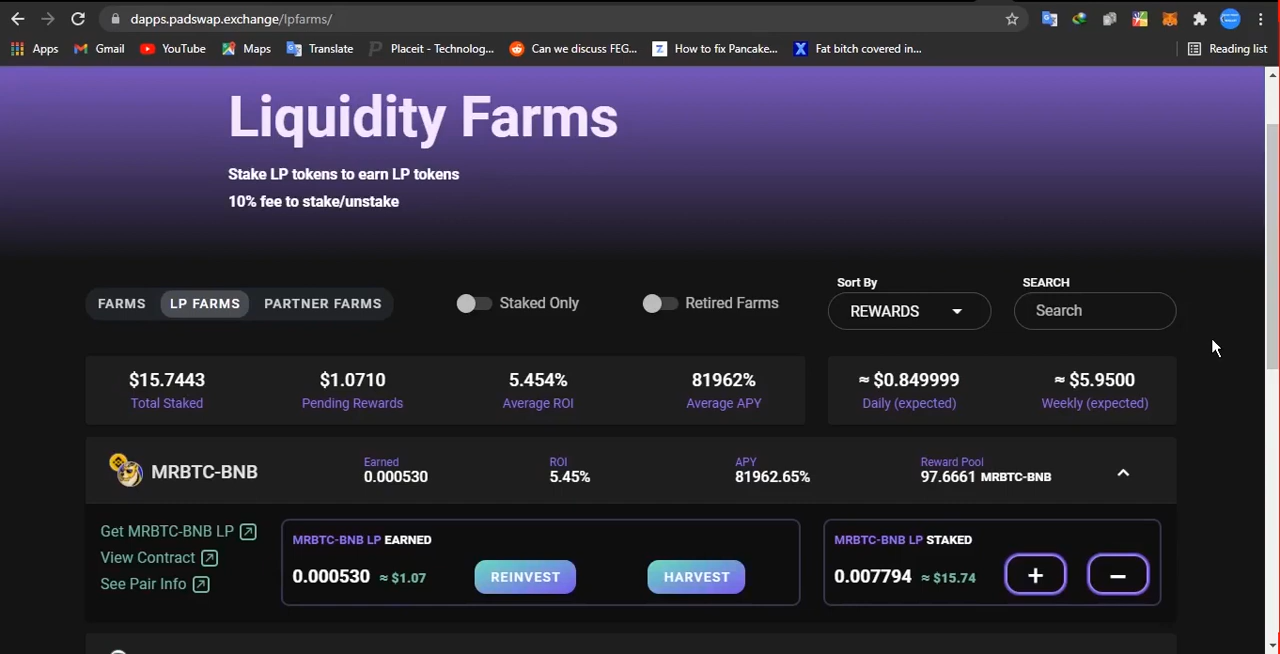 dapps.padswap.exchange/lpfarms/
Apps Gmail YouTube Maps Translate Placeit - Technolog... Can we discuss FEG... How to fix Pancake... Fat bitch covered in... Reading list
Liquidity Farms
Stake LP tokens to earn LP tokens
10% fee to stake/unstake
Sort By SEARCH
FARMS LP FARMS PARTNER FARMS Staked Only Retired Farms REWARDS Search
$15.7443 $1.0710 5.454% 81962% ≈ $0.849999 ≈ $5.9500
Total Staked Pending Rewards Average ROI Average APY Daily (expected) Weekly (expected)
MRBTC-BNB
Earned ROI APY Reward Pool
0.000530 5.45% 81962.65% 97.6661 MRBTC-BNB
Get MRBTC-BNB LP
View Contract
See Pair Info
MRBTC-BNB LP EARNED
0.000530 ≈ $1.07 REINVEST HARVEST
MRBTC-BNB LP STAKED
0.007794 ≈ $15.74 + −